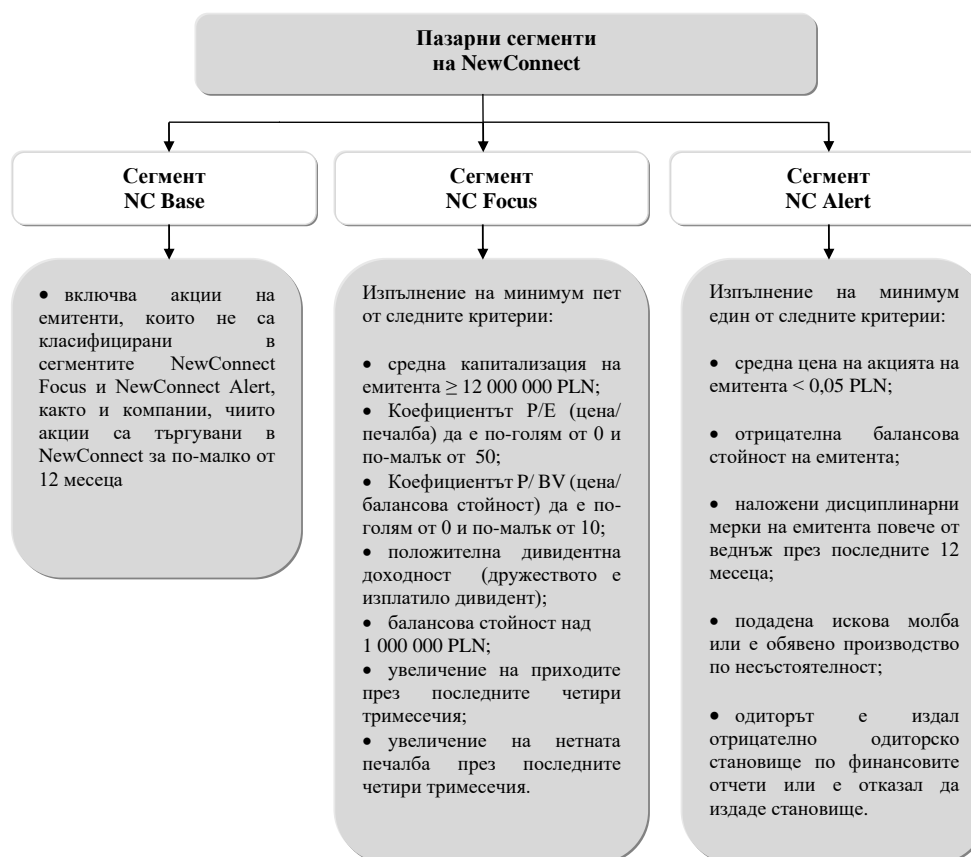 Пазарни сегменти
на NewConnect
Сегмент
NC Base
Сегмент
NC Focus
Сегмент
NC Alert
• включва акции на
емитенти, които не са
класифицирани в
сегментите NewConnect
Focus и NewConnect Alert,
както и компании, чиито
акции са търгувани в
NewConnect за по-малко от
12 месеца
Изпълнение на минимум пет
от следните критерии:
• средна капитализация на
емитента ≥ 12 000 000 PLN;
• Коефициентът P/E (цена/
печалба) да е по-голям от 0 и
по-малък от 50;
• Коефициентът P/ BV (цена/
балансова стойност) да е по-
голям от 0 и по-малък от 10;
• положителна дивидентна
доходност (дружеството е
изплатило дивидент);
• балансова стойност над
1 000 000 PLN;
• увеличение на приходите
през последните четири
тримесечия;
• увеличение на нетната
печалба през последните
четири тримесечия.
Изпълнение на минимум
един от следните критерии:
• средна цена на акцията на
емитента < 0,05 PLN;
• отрицателна балансова
стойност на емитента;
• наложени дисциплинарни
мерки на емитента повече от
веднъж през последните 12
месеца;
• подадена искова молба
или е обявено производство
по несъстоятелност;
• одиторът е издал
отрицателно одиторско
становище по финансовите
отчети или е отказал да
издаде становище.